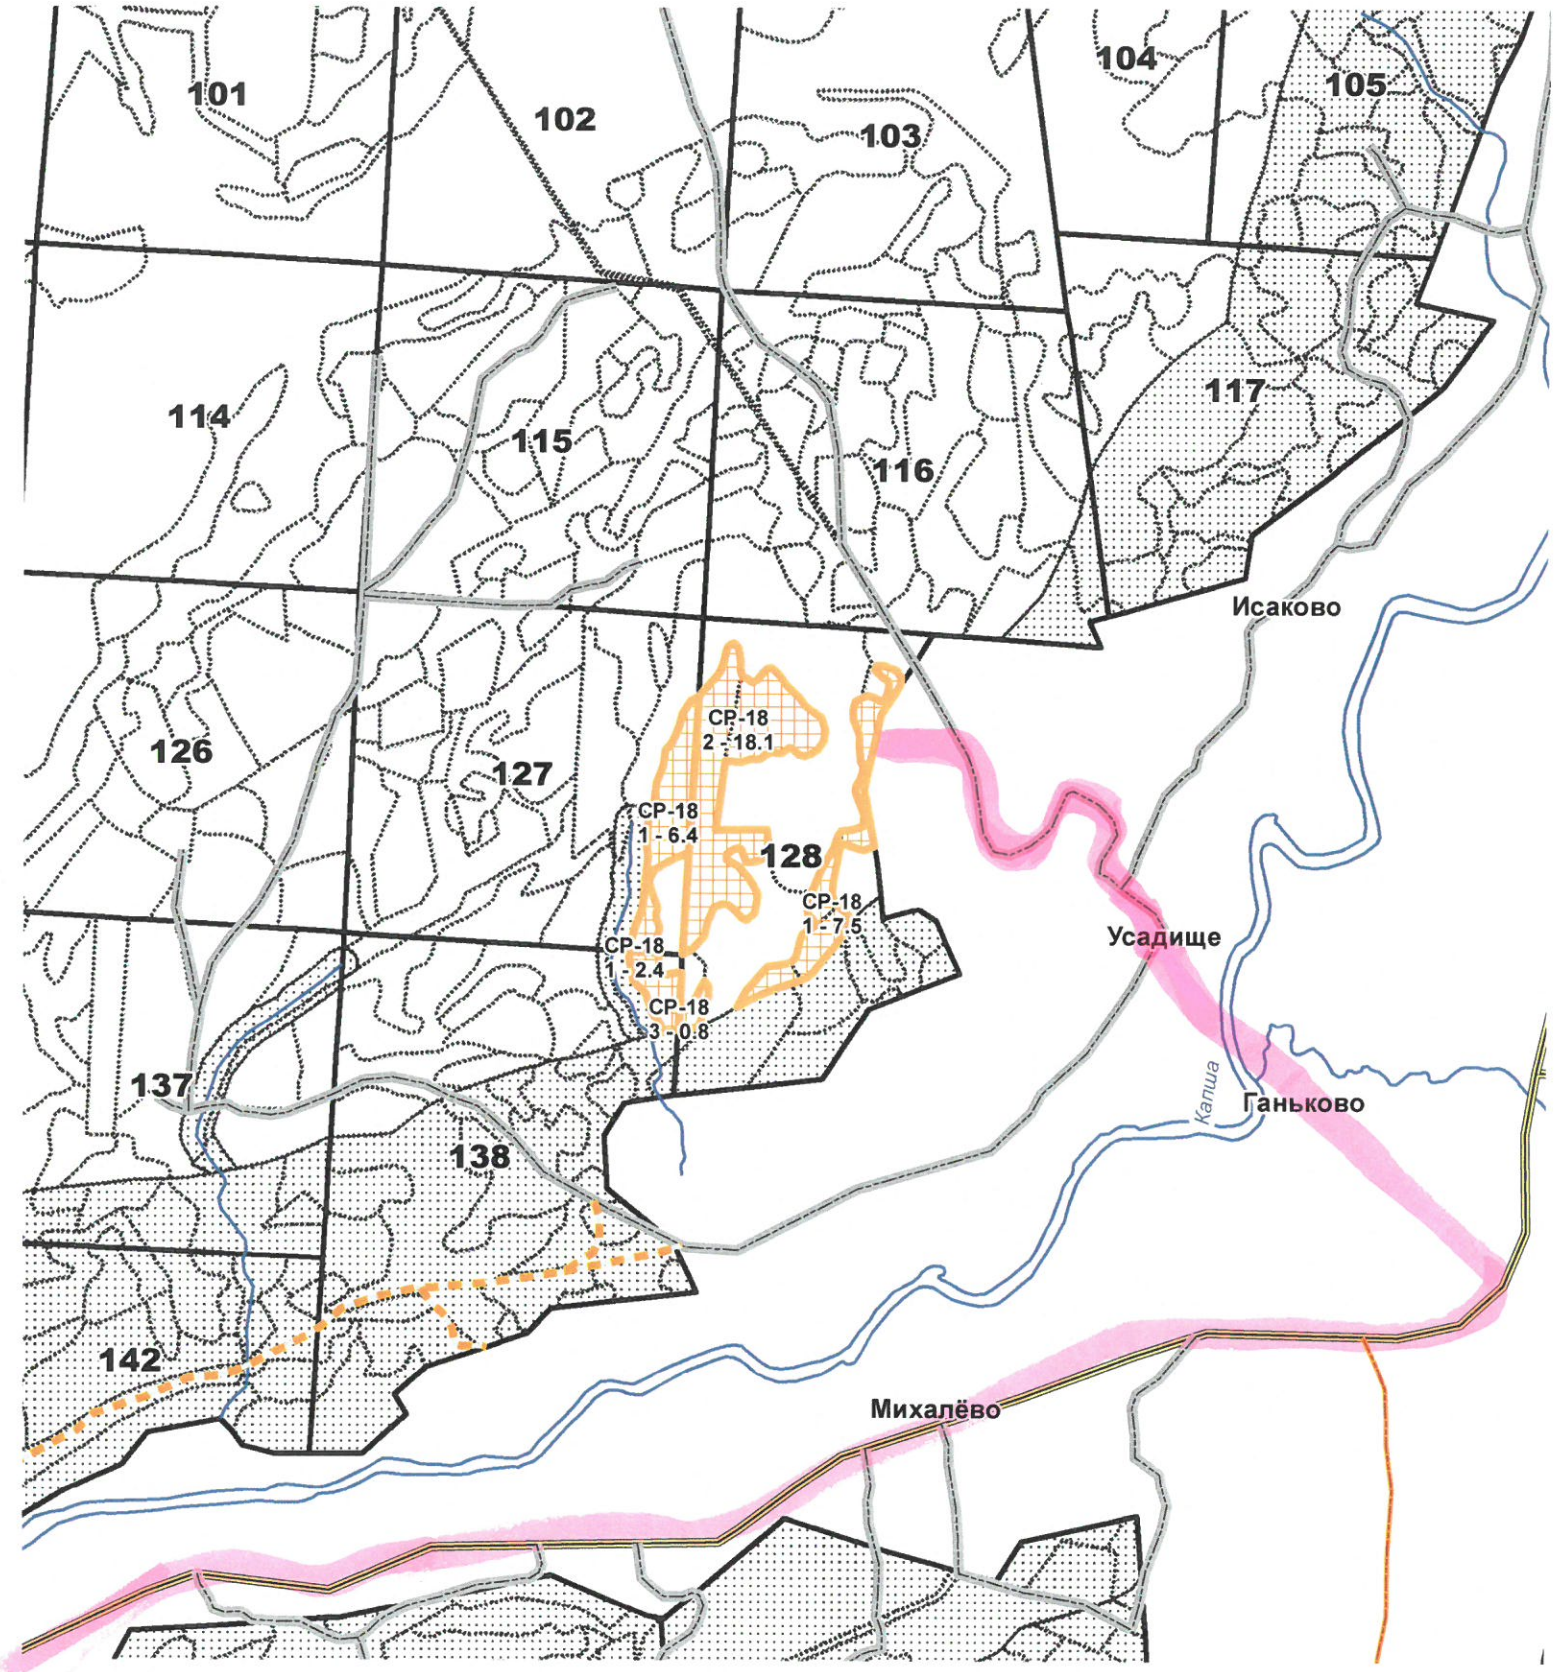 104
105
101
102
103
117
114
115
116
Исаково
СР-18
2 - 18.1
126
127
СР-18
1 - 6.4
128
СР-18
1 - 7.5
Усадище
СР-18
1 - 2.4
СР-18
3 - 0.8
137
Капша
Ганьково
138
142
Михалёво